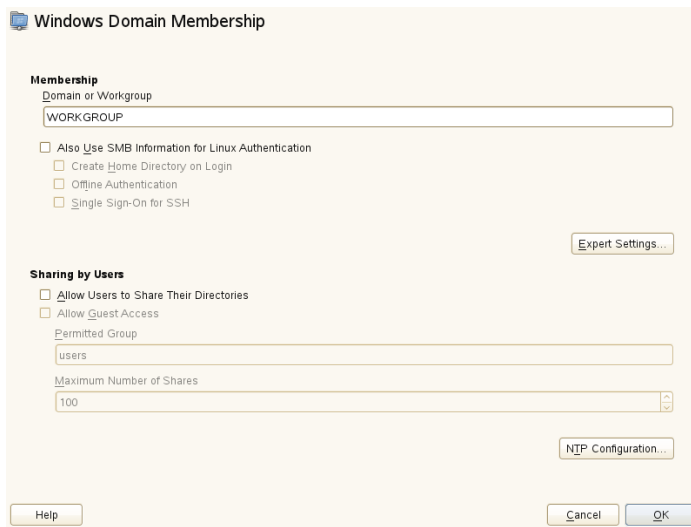 Windows Domain Membership
Membership
Domain or Workgroup
WORKGROUP
Also Use SMB Information for Linux Authentication
Create Home Directory on Login
Offline Authentication
Single Sign-On for SSH
Expert Settings...
Sharing by Users
Allow Users to Share Their Directories
Allow Guest Access
Permitted Group
users
Maximum Number of Shares
100
NTP Configuration...
Help
Cancel
OK